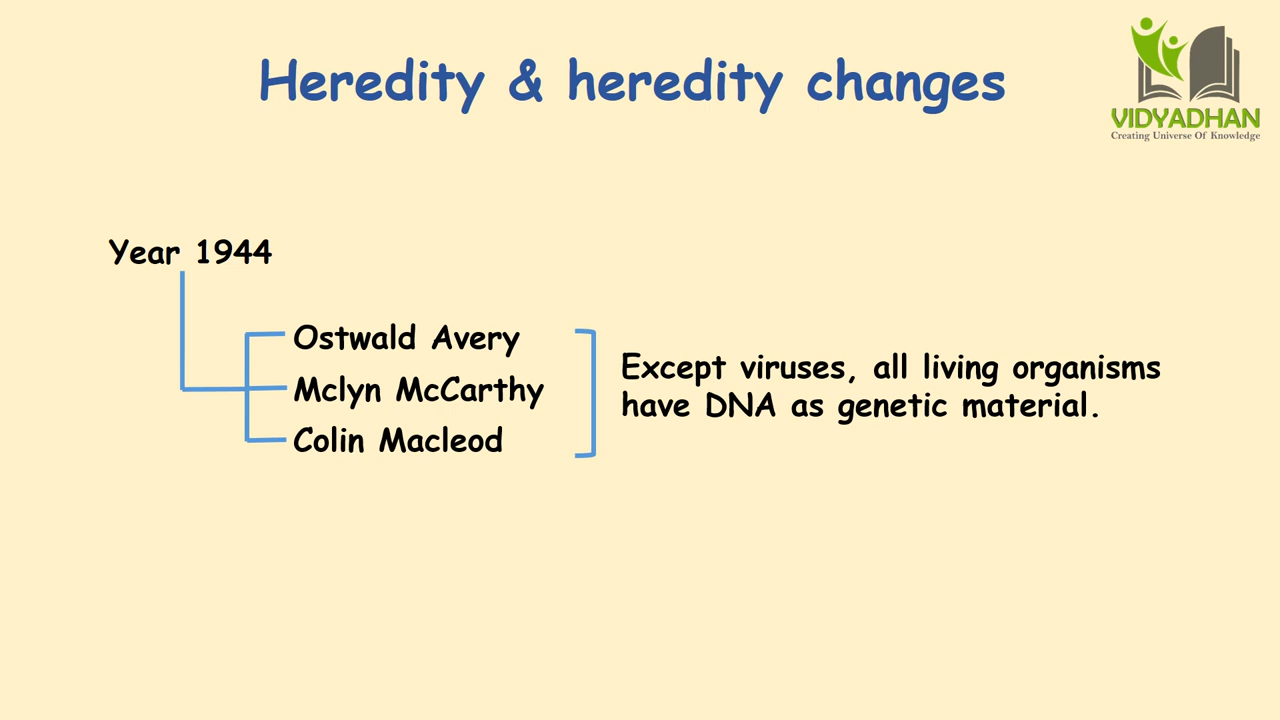 Heredity & heredity changes
VIDYADHAN
Creating Universe Of Knowledge
Year 1944
Ostwald Avery
Mclyn McCarthy
Colin Macleod
Except viruses, all living organisms
have DNA as genetic material.